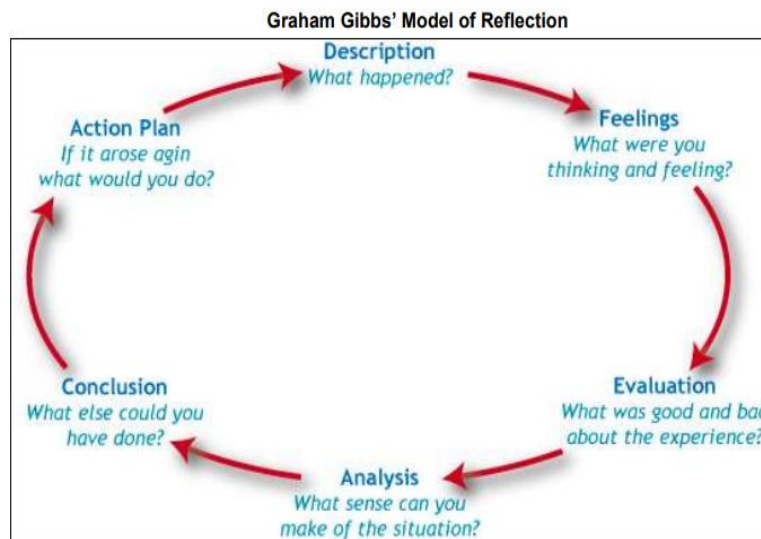 Graham Gibbs' Model of Reflection
Description
What happened?
Feelings
What were you
thinking and feeling?
Evaluation
What was good and bad
about the experience?
Analysis
What sense can you
make of the situation?
Conclusion
What else could you
have done?
Action Plan
If it arose agin
what would you do?